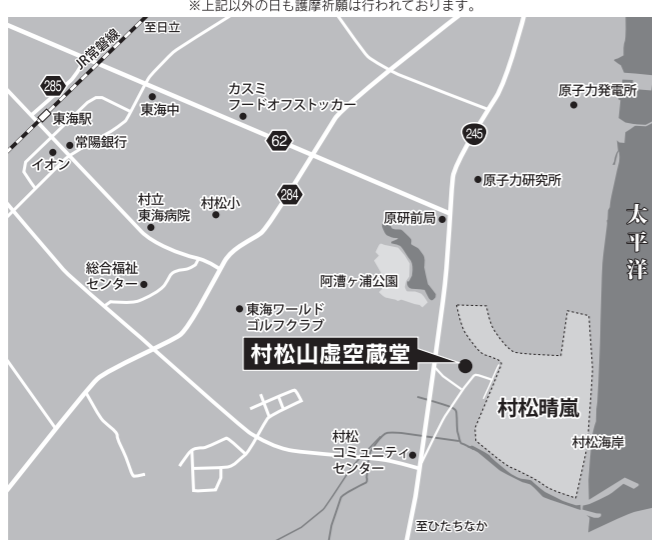 ※上記以外の日も護摩祈願は行われております。
至日立
JR常磐線
285
東海駅
東海中
カスミ
フードオフストッカー
原子力発電所
常陽銀行
イオン
62
245
284
原子力研究所
村立
東海病院
村松小
原研前局
太平洋
総合福祉
センター
阿漕ヶ浦公園
東海ワールド
ゴルフクラブ
村松山虚空蔵堂
村松晴嵐
村松海岸
村松
コミュニティ
センター
至ひたちなか